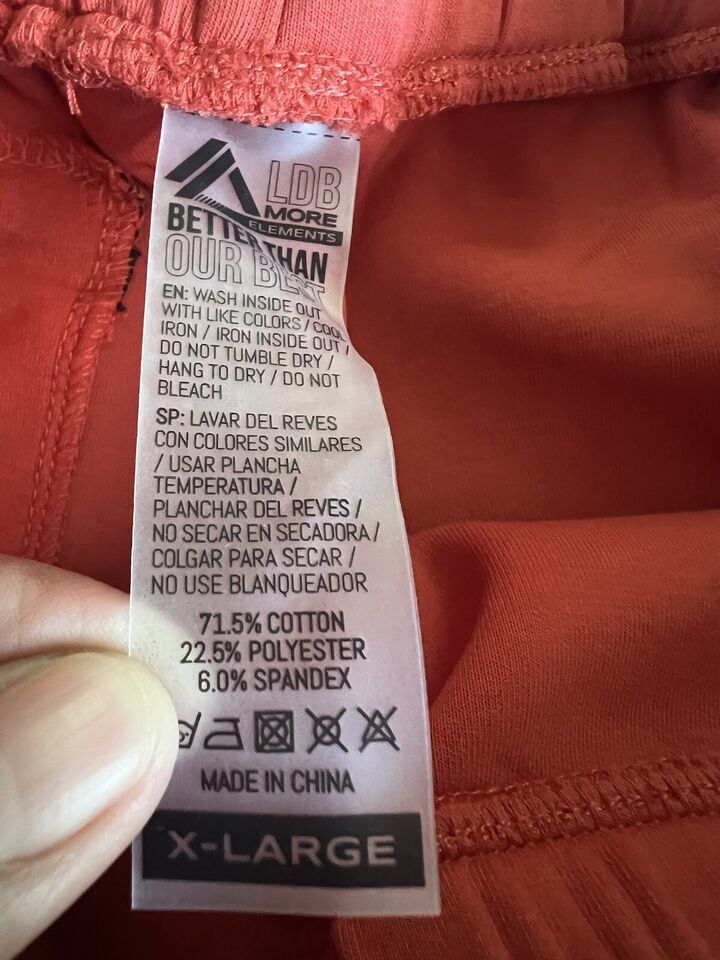 LDB
MORE
ELEMENTS
BETTER THAN
OUR BEST
EN: WASH INSIDE OUT
WITH LIKE COLORS / COOL
IRON / IRON INSIDE OUT /
DO NOT TUMBLE DRY /
HANG TO DRY / DO NOT
BLEACH
SP: LAVAR DEL REVES
CON COLORES SIMILARES
/ USAR PLANCHA
TEMPERATURA /
PLANCHAR DEL REVES /
NO SECAR EN SECADORA /
COLGAR PARA SECAR /
NO USE BLANQUEADOR
71.5% COTTON
22.5% POLYESTER
6.0% SPANDEX
MADE IN CHINA
X-LARGE